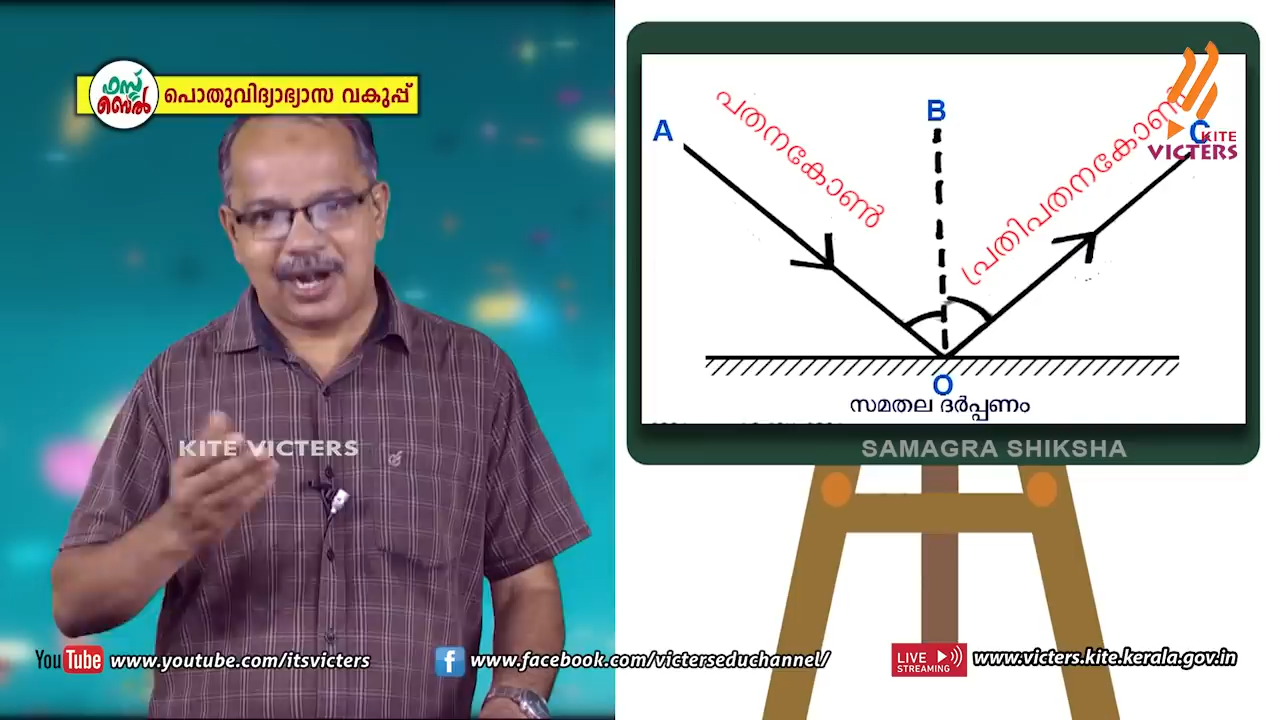 ഫസ്റ്റ്
ബെൽ
പൊതുവിദ്യാഭ്യാസ വകുപ്പ്
A
B
C
പതനകോൺ
പ്രതിപതനകോൺ
KITE
VICTERS
O
സമതല ദർപ്പണം
KITE VICTERS
SAMAGRA SHIKSHA
YouTube www.youtube.com/itsvicters
f www.facebook.com/victerseduchannel/
LIVE
STREAMING
www.victers.kite.kerala.gov.in